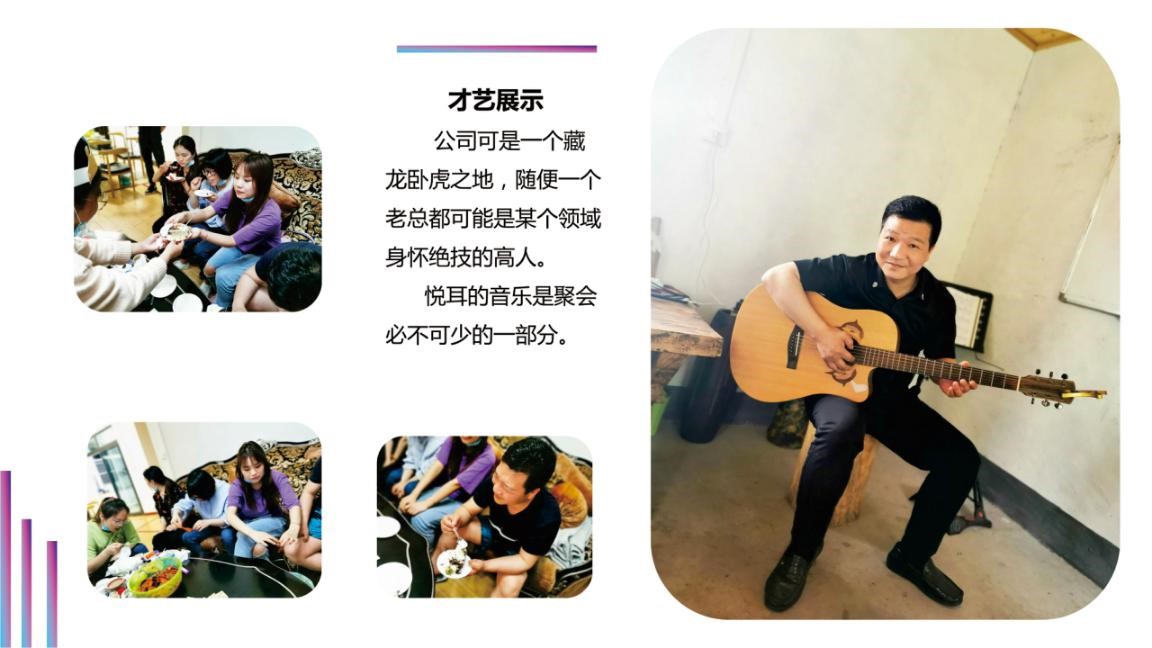 才艺展示
公司可是一个藏
龙卧虎之地，随便一个
老总都可能是某个领域
身怀绝技的高人。
悦耳的音乐是聚会
必不可少的一部分。